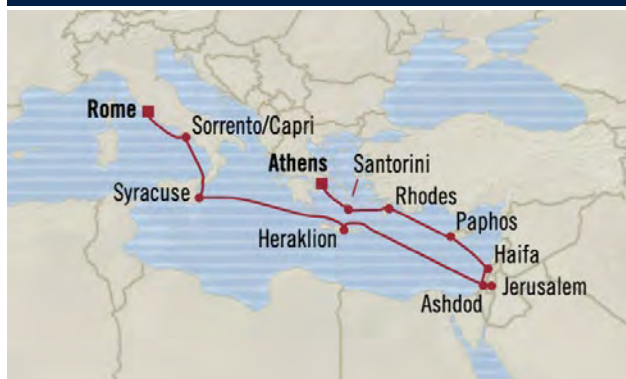 Rome
Sorrento/Capri
Athens
Santorini
Syracuse
Rhodes
Paphos
Heraklion
Haifa
Ashdod
Jerusalem